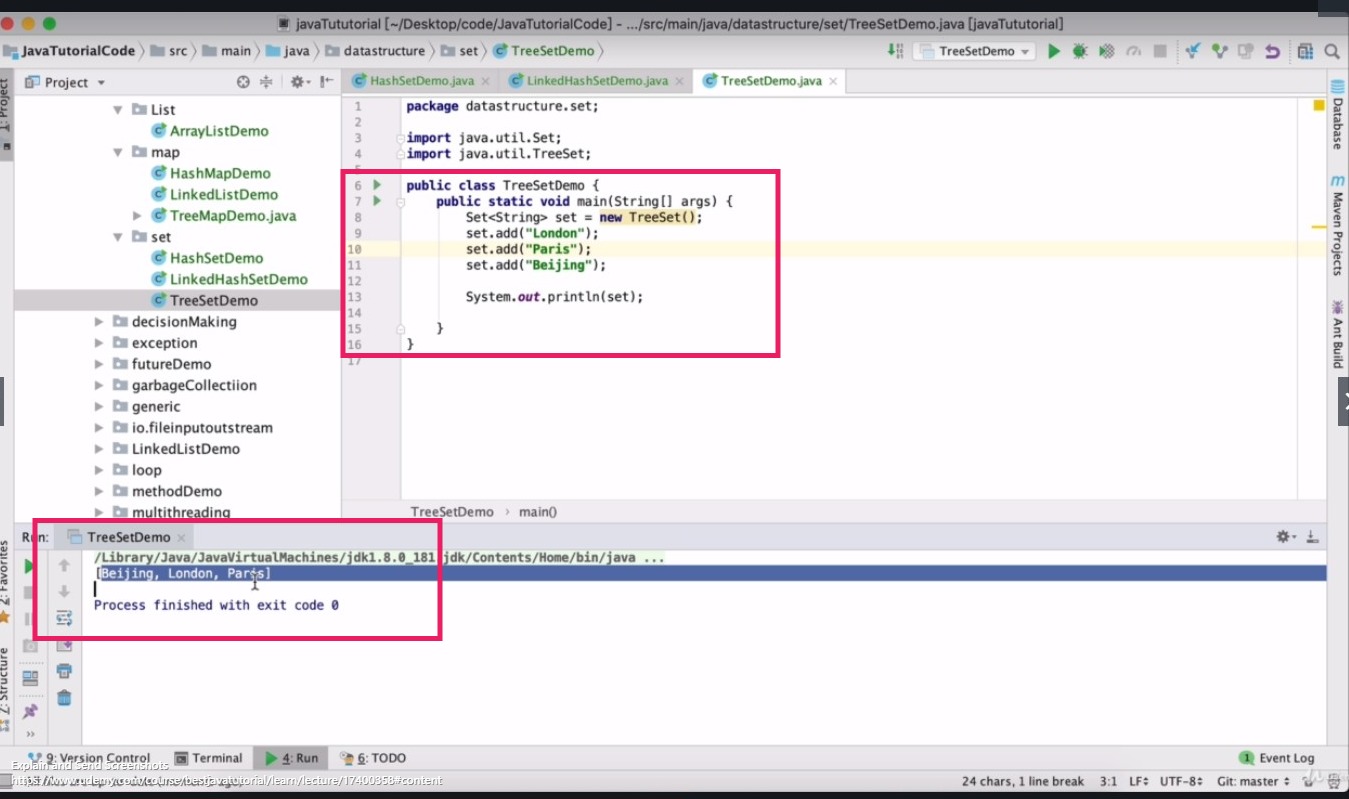 javaTututorial [~/Desktop/code/JavaTutorialCode] - .../src/main/java/datastructure/set/TreeSetDemo.java [javaTututorial]
JavaTutorialCode src main java datastructure set TreeSetDemo
TreeSetDemo
Project
HashSetDemo.java LinkedHashSetDemo.java TreeSetDemo.java
1: Project
List
ArrayListDemo
map
HashMapDemo
LinkedListDemo
TreeMapDemo.java
set
HashSetDemo
LinkedHashSetDemo
TreeSetDemo
decisionMaking
exception
futureDemo
garbageCollectiion
generic
io.fileinputoutstream
LinkedListDemo
loop
methodDemo
multithreading
1 package datastructure.set;
2
3 import java.util.Set;
4 import java.util.TreeSet;
5
6 public class TreeSetDemo {
7 public static void main(String[] args) {
8 Set<String> set = new TreeSet();
9 set.add("London");
10 set.add("Paris");
11 set.add("Beijing");
12
13 System.out.println(set);
14
15 }
16 }
17
TreeSetDemo › main()
Database
m Maven Projects
Ant Build
Run: TreeSetDemo
/Library/Java/JavaVirtualMachines/jdk1.8.0_181.jdk/Contents/Home/bin/java ...
[Beijing, London, Paris]
Process finished with exit code 0
2: Favorites
Z: Structure
9: Version Control Terminal 4: Run 6: TODO
1 Event Log
Explain and Send Screenshots
https://www.udemy.com/course/bestjavatutorial/learn/lecture/17400358#content
24 chars, 1 line break 3:1 LF UTF-8 Git: master